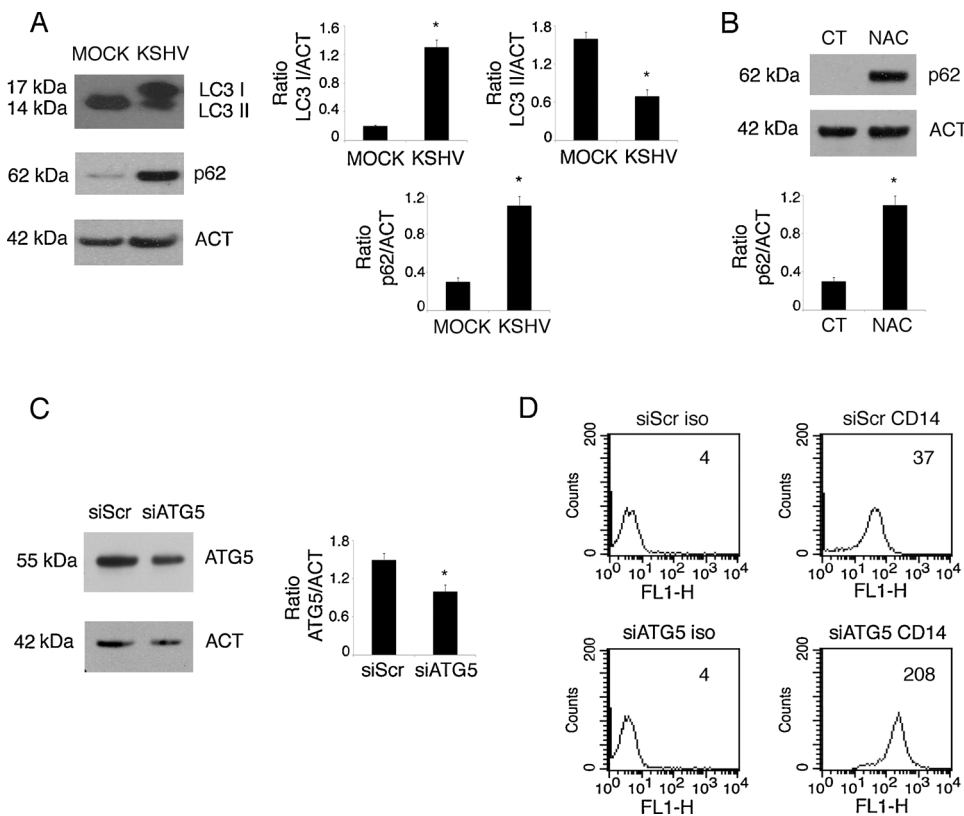 A
MOCK KSHV
17 kDa
14 kDa
LC3 I
LC3 II
62 kDa
p62
42 kDa
ACT
Ratio
LC3 I/ACT
1.6
1.2
0.8
0.4
0
*
MOCK KSHV
Ratio
LC3 II/ACT
1.8
1.2
0.6
0
*
MOCK KSHV
Ratio
p62/ACT
1.2
0.8
0.4
0
*
MOCK KSHV
B
CT NAC
62 kDa
p62
42 kDa
ACT
Ratio
p62/ACT
1.2
0.8
0.4
0
*
CT NAC
C
siScr siATG5
55 kDa
ATG5
42 kDa
ACT
Ratio
ATG5/ACT
1.8
1.2
0.6
0
*
siScr siATG5
D
siScr iso
200
0
Counts
4
10^0 10^1 10^2 10^3 10^4
FL1-H
siScr CD14
200
0
Counts
37
10^0 10^1 10^2 10^3 10^4
FL1-H
siATG5 iso
200
0
Counts
4
10^0 10^1 10^2 10^3 10^4
FL1-H
siATG5 CD14
200
0
Counts
208
10^0 10^1 10^2 10^3 10^4
FL1-H